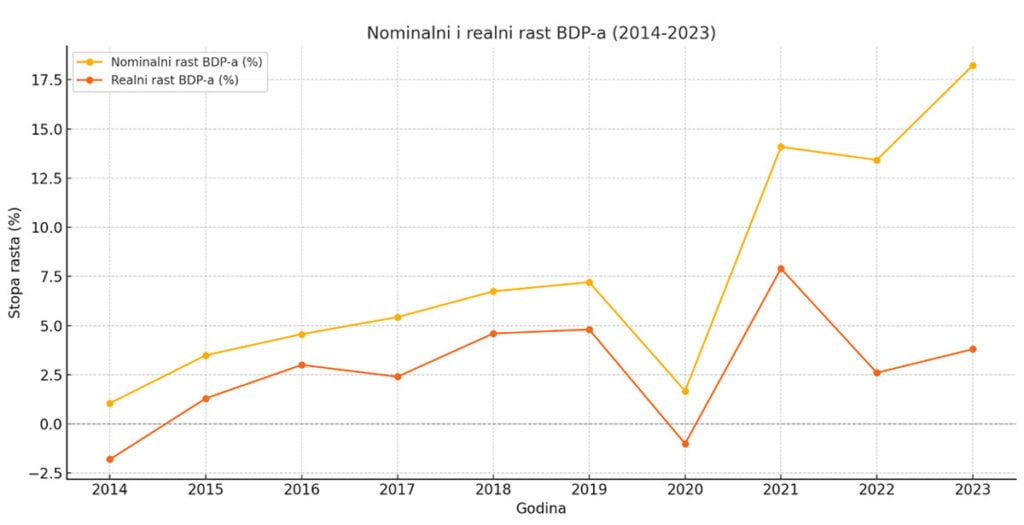 Nominalni i realni rast BDP-a (2014-2023)
Nominalni rast BDP-a (%)
Realni rast BDP-a (%)
Stopa rasta (%)
17.5
15.0
12.5
10.0
7.5
5.0
2.5
0.0
−2.5
2014 2015 2016 2017 2018 2019 2020 2021 2022 2023
Godina